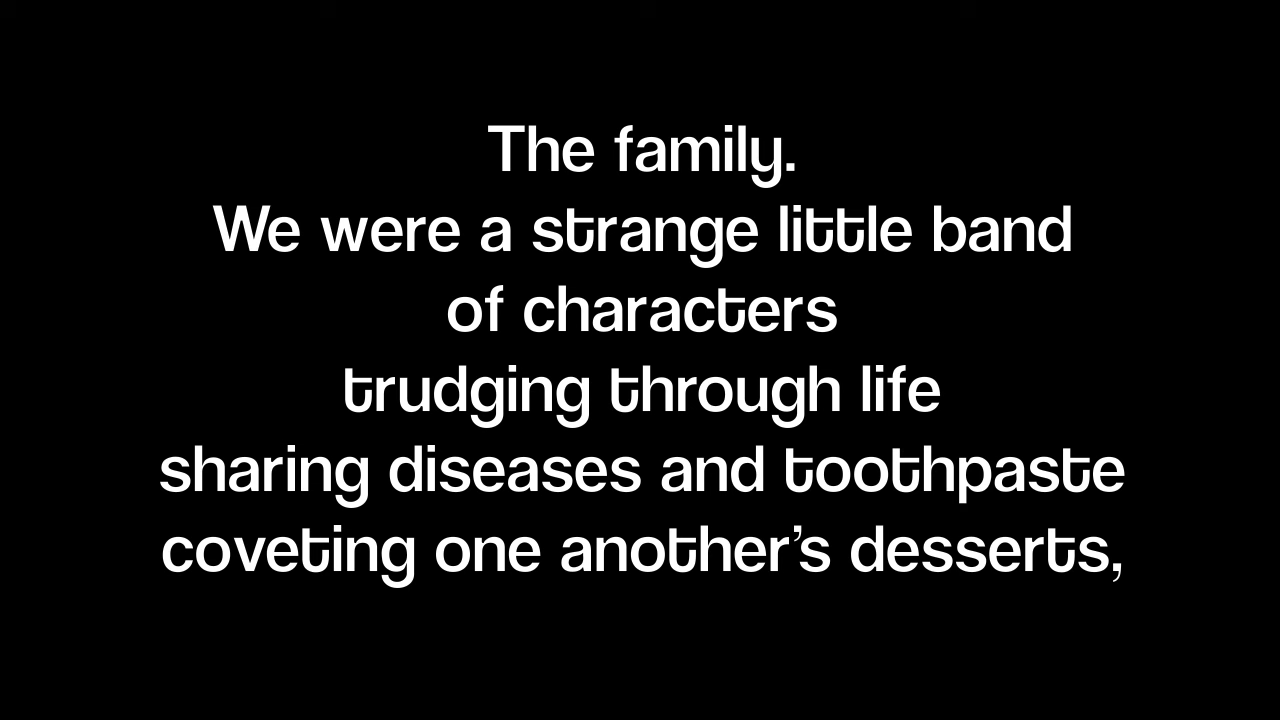 The family.
We were a strange little band
of characters
trudging through life
sharing diseases and toothpaste
coveting one another’s desserts,